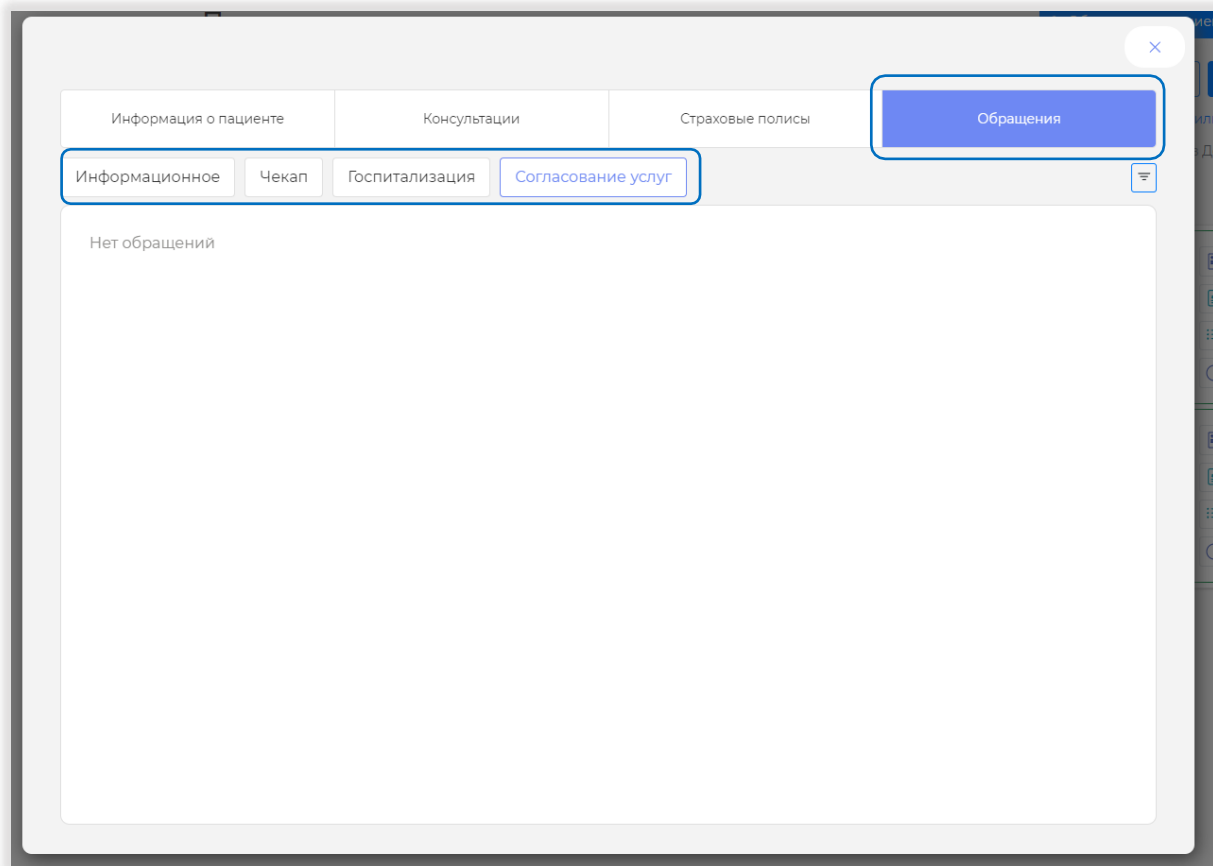 Информация о пациенте
Консультации
Страховые полисы
Обращения
Информационное
Чекап
Госпитализация
Согласование услуг
Нет обращений